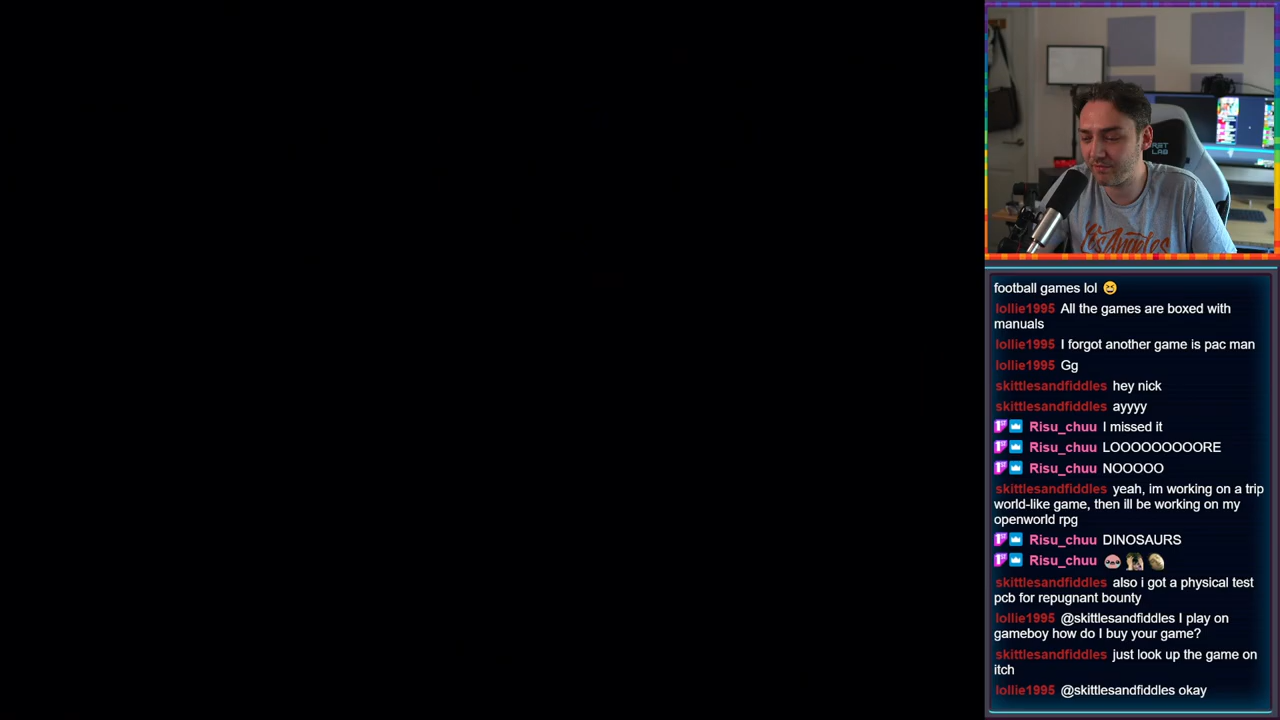 Los Angeles
football games lol 😆
lollie1995 All the games are boxed with
manuals
lollie1995 I forgot another game is pac man
lollie1995 Gg
skittlesandfiddles hey nick
skittlesandfiddles ayyyy
Risu_chuu I missed it
Risu_chuu LOOOOOOOOORE
Risu_chuu NOOOOO
skittlesandfiddles yeah, im working on a trip
world-like game, then ill be working on my
openworld rpg
Risu_chuu DINOSAURS
Risu_chuu
skittlesandfiddles also i got a physical test
pcb for repugnant bounty
lollie1995 @skittlesandfiddles I play on
gameboy how do I buy your game?
skittlesandfiddles just look up the game on
itch
lollie1995 @skittlesandfiddles okay